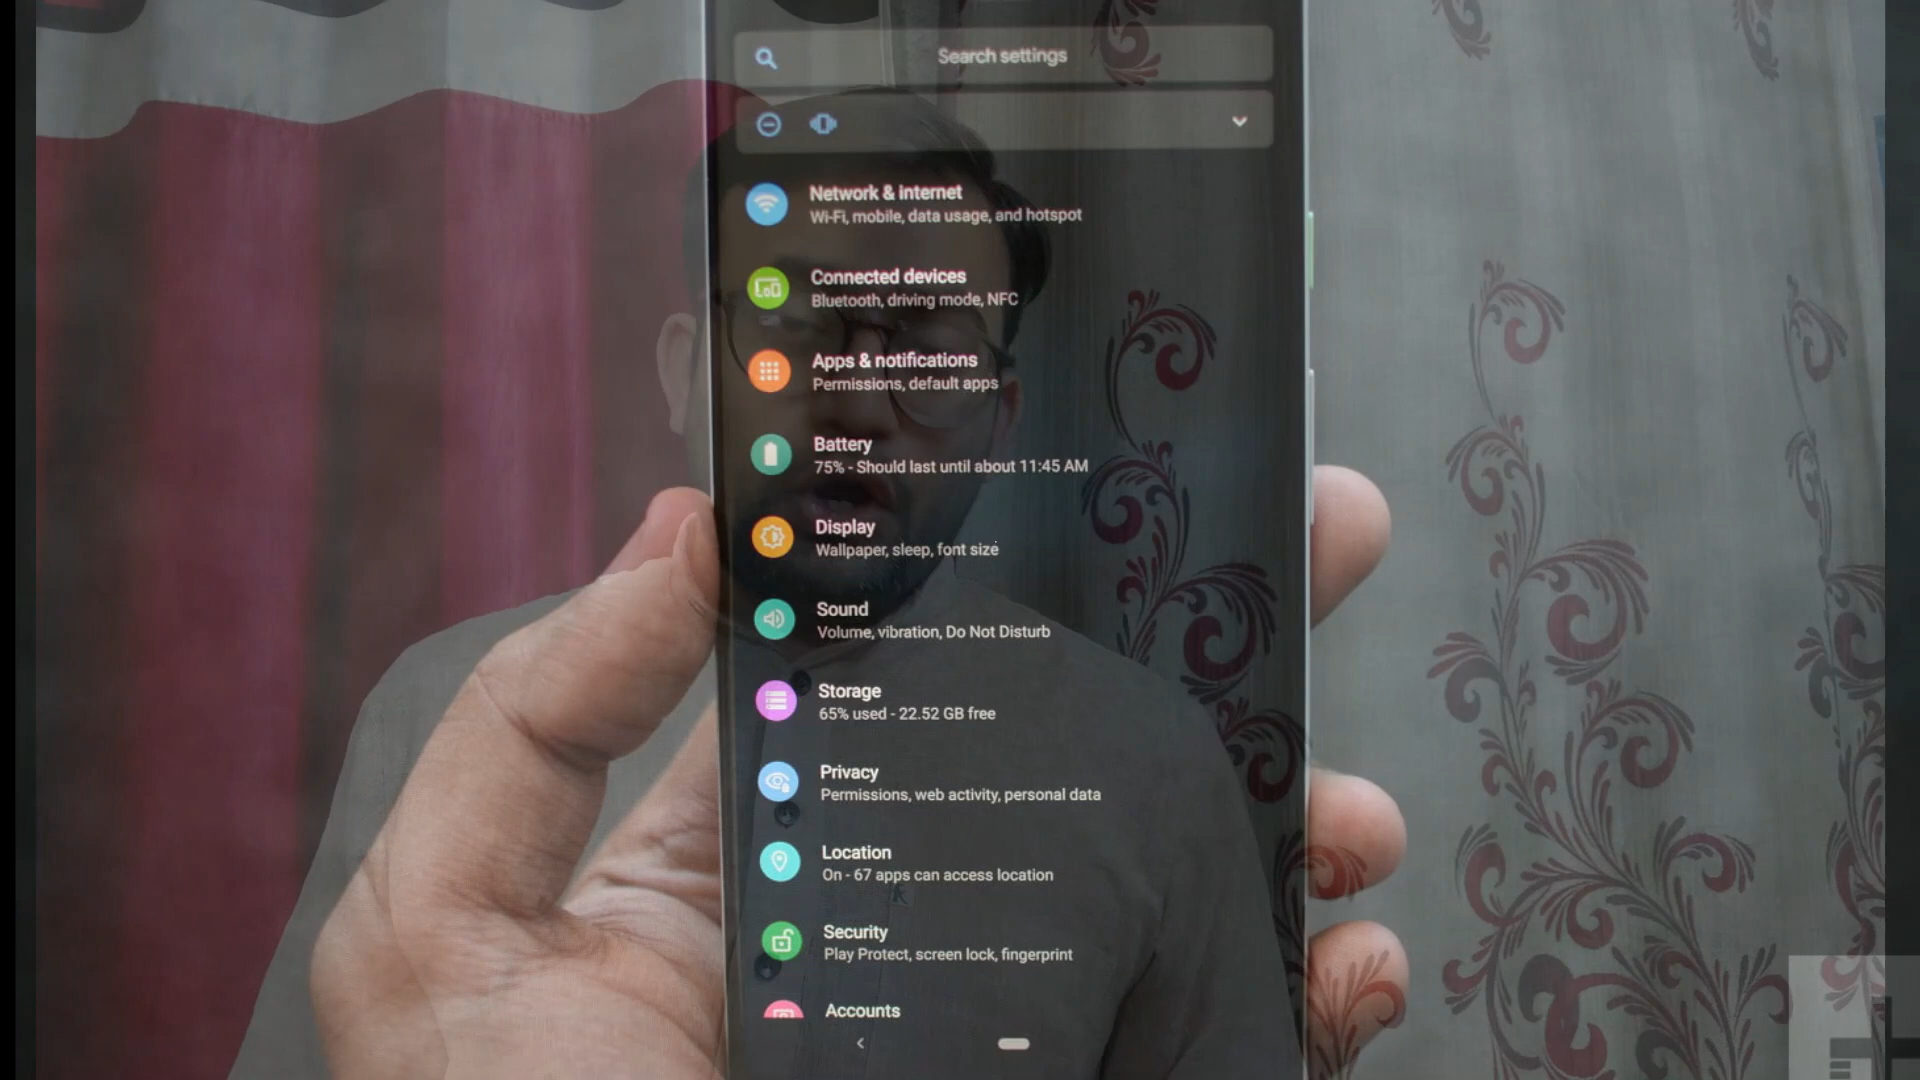 Search settings
Network & internet
Wi-Fi, mobile, data usage, and hotspot
Connected devices
Bluetooth, driving mode, NFC
Apps & notifications
Permissions, default apps
Battery
75% - Should last until about 11:45 AM
Display
Wallpaper, sleep, font size
Sound
Volume, vibration, Do Not Disturb
Storage
65% used - 22.52 GB free
Privacy
Permissions, web activity, personal data
Location
On - 67 apps can access location
Security
Play Protect, screen lock, fingerprint
Accounts